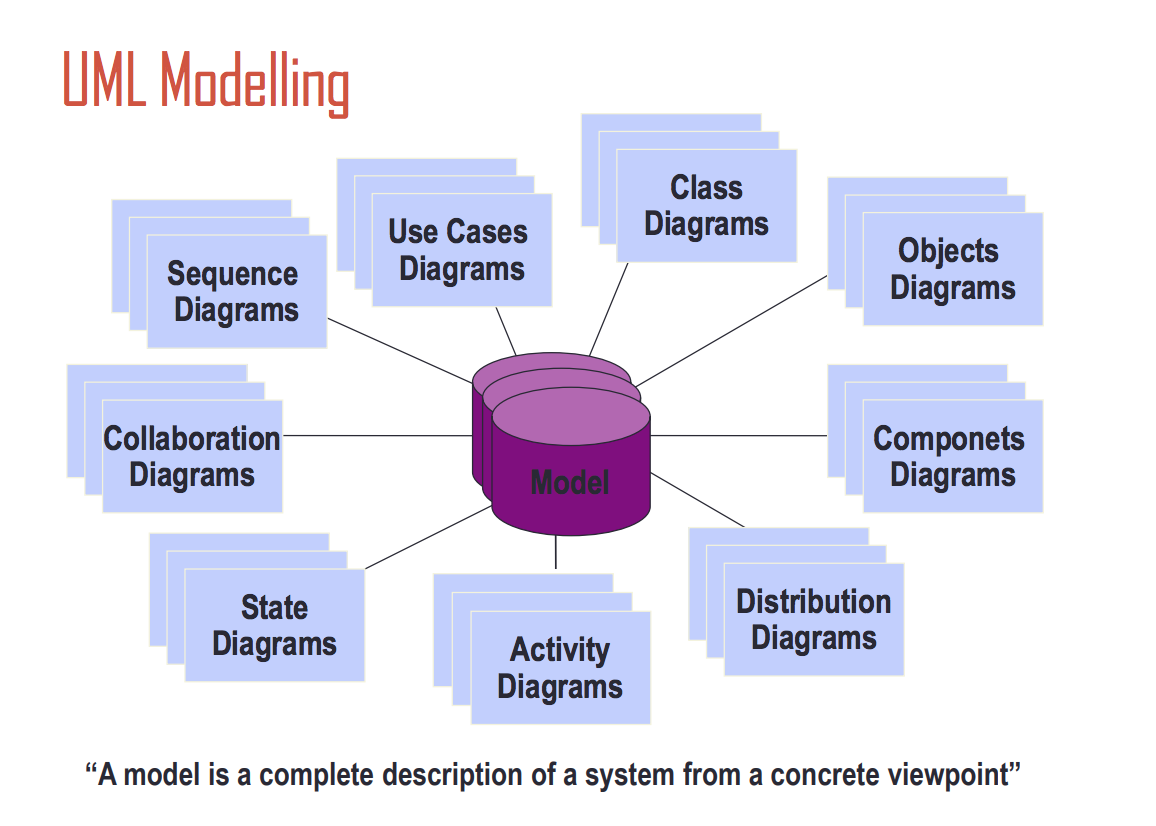 UML Modelling
Class
Diagrams
Use Cases
Diagrams
Objects
Diagrams
Sequence
Diagrams
Collaboration
Diagrams
Componets
Diagrams
Model
State
Diagrams
Distribution
Diagrams
Activity
Diagrams
“A model is a complete description of a system from a concrete viewpoint”